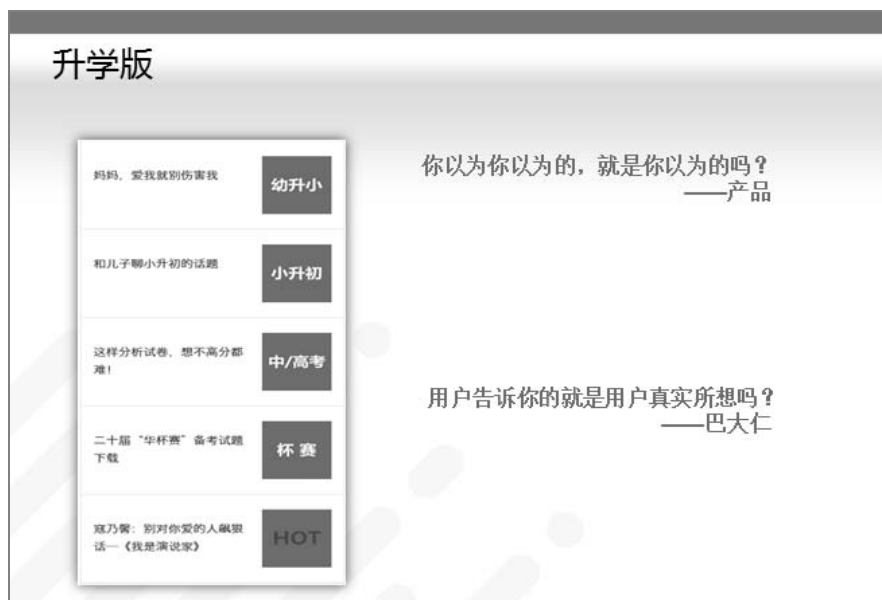 升学版
妈妈，爱我就别伤害我
幼升小
和儿子聊小升初的话题
小升初
这样分析试卷，想不高分都
难！
中/高考
二十届“华杯赛”备考试题
下载
杯 赛
寇乃馨：别对你爱的人飙狠
话—《我是演说家》
HOT
你以为你以为的，就是你以为的吗？
——产品
用户告诉你的就是用户真实所想吗？
——巴大仁